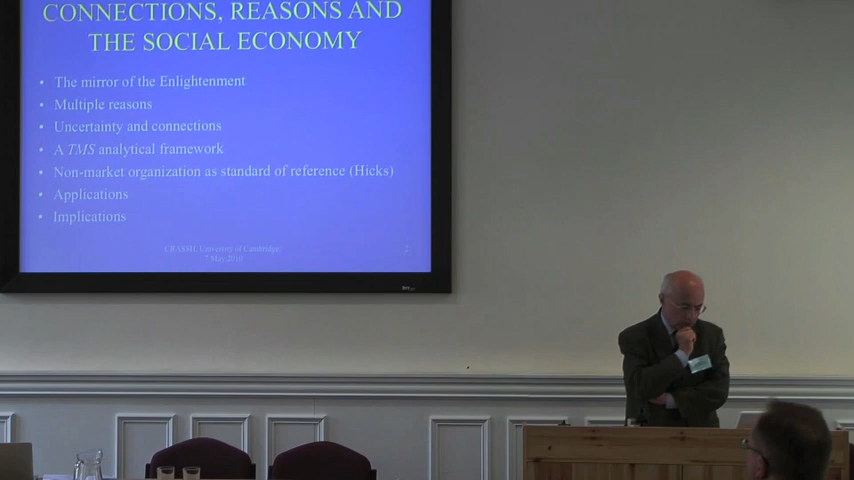 CONNECTIONS, REASONS AND
THE SOCIAL ECONOMY
• The mirror of the Enlightenment
• Multiple reasons
• Uncertainty and connections
• A TMS analytical framework
• Non-market organization as standard of reference (Hicks)
• Applications
• Implications
CRASSH, University of Cambridge,
7 May 2010
2